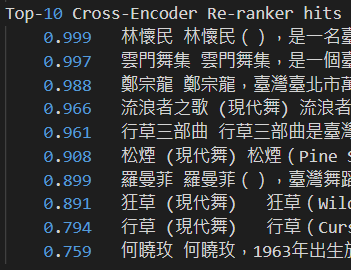 Top-10 Cross-Encoder Re-ranker hits
0.999 林懷民 林懷民（），是一名
0.997 雲門舞集 雲門舞集，是一個
0.988 鄭宗龍 鄭宗龍，臺灣臺北市萬
0.966 流浪者之歌 (現代舞) 流浪者
0.961 行草三部曲 行草三部曲是臺
0.908 松煙 (現代舞) 松煙（Pine S
0.899 羅曼菲 羅曼菲（），臺灣舞蹈
0.891 狂草 (現代舞) 狂草（Wild
0.794 行草 (現代舞) 行草（Curs
0.759 何曉玫 何曉玫，1963年出生於